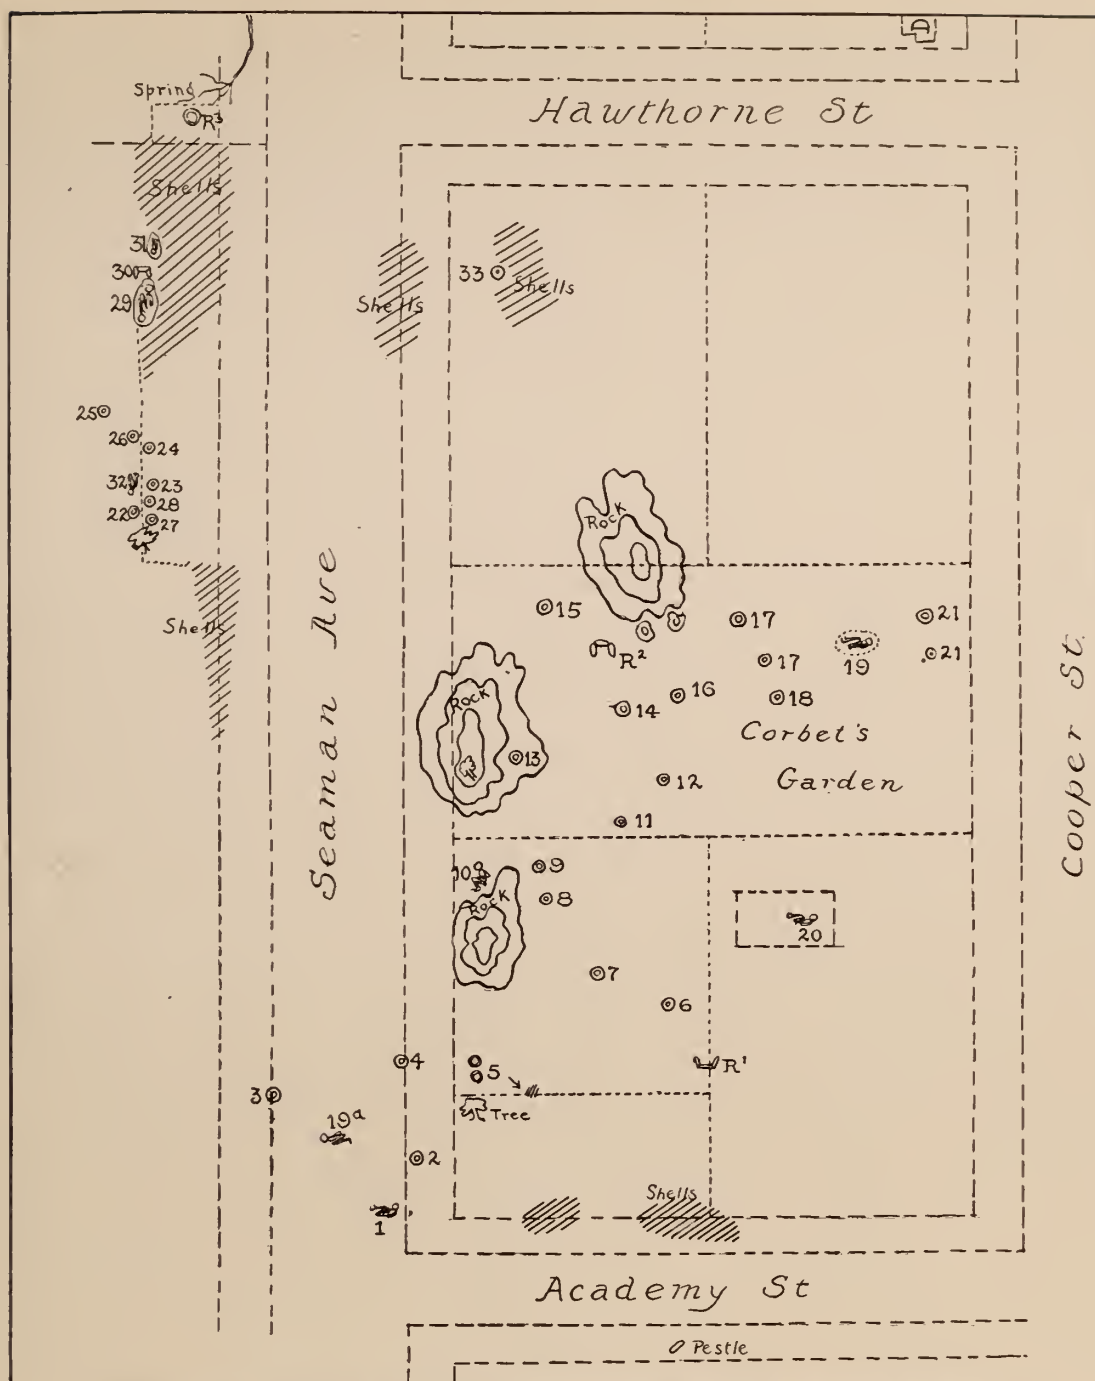 Spring
R³
Hawthorne St
Shells
31
30
29
33
Shells
Shells
25
26
24
32
23
28
22
27
Rock
Shells
15
17
21
R²
17
19
21
Rock
16
14
18
Seaman Ave
Corbet's
13
12
Garden
11
Cooper St.
10
9
8
Rock
20
7
6
4
5
R¹
3
19a
Tree
2
Shells
1
Academy St
Pestle